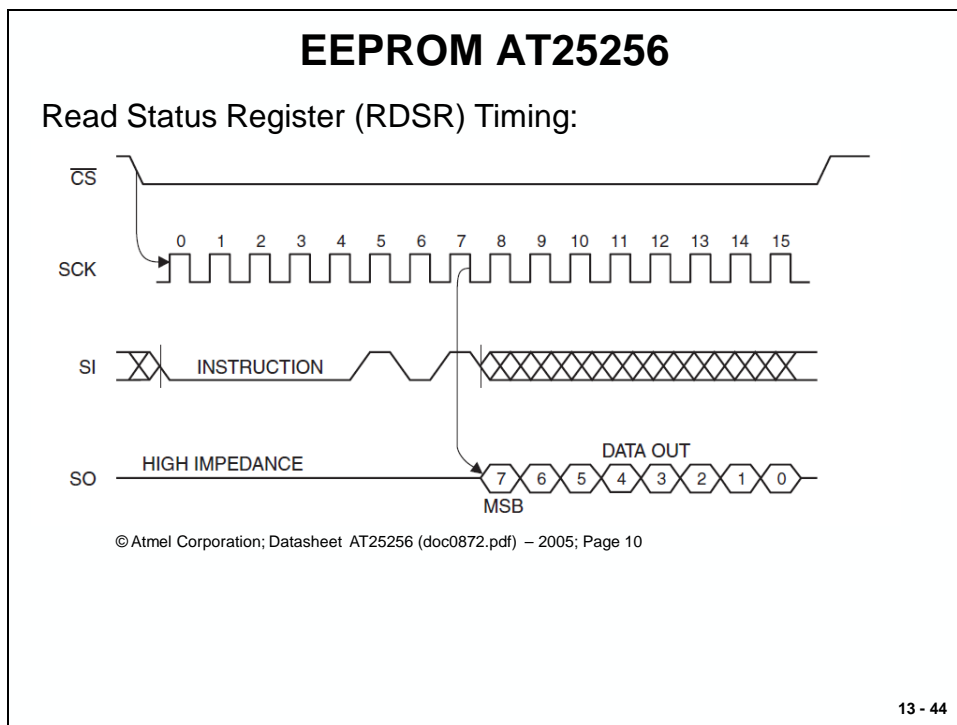 EEPROM AT25256
Read Status Register (RDSR) Timing:
CS
0 1 2 3 4 5 6 7 8 9 10 11 12 13 14 15
SCK
SI INSTRUCTION
HIGH IMPEDANCE DATA OUT
SO 7 6 5 4 3 2 1 0
MSB
© Atmel Corporation; Datasheet AT25256 (doc0872.pdf) – 2005; Page 10
13 - 44